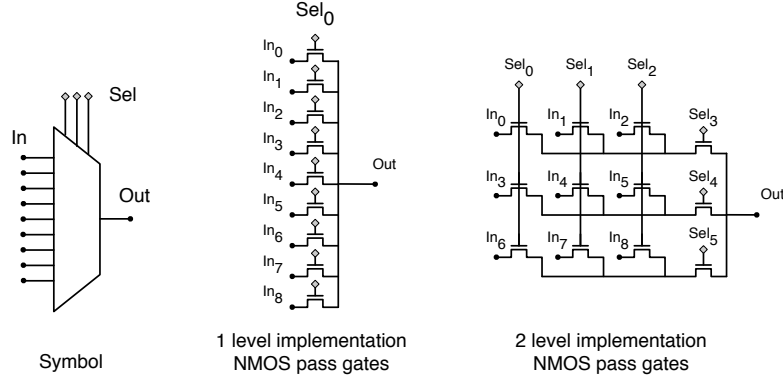 Sel
In
Out
Symbol
Sel0
In0
In1
In2
In3
In4
In5
In6
In7
In8
Out
1 level implementation
NMOS pass gates
Sel0 Sel1 Sel2
In0 In1 In2 Sel3
In3 In4 In5 Sel4
Out
In6 In7 In8 Sel5
2 level implementation
NMOS pass gates